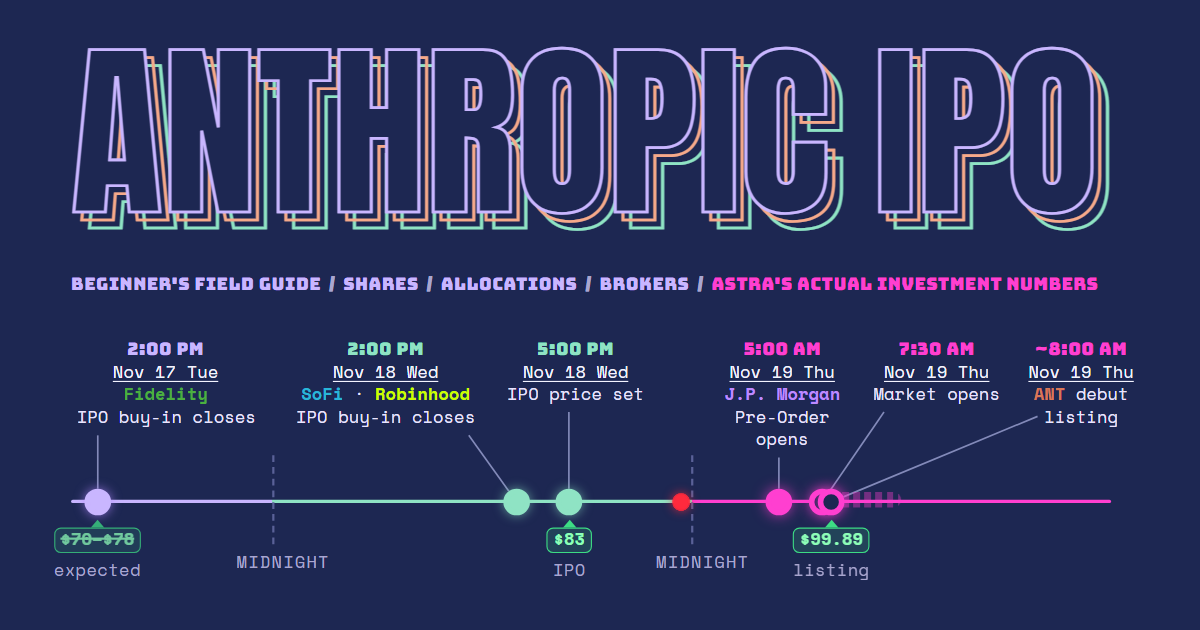 ANTHROPIC IPO
BEGINNER'S FIELD GUIDE / SHARES / ALLOCATIONS / BROKERS / ASTRA'S ACTUAL INVESTMENT NUMBERS
2:00 PM
Nov 17 Tue
Fidelity
IPO buy-in closes
2:00 PM
Nov 18 Wed
SoFi · Robinhood
IPO buy-in closes
5:00 PM
Nov 18 Wed
IPO price set
5:00 AM
Nov 19 Thu
J.P. Morgan
Pre-Order
opens
7:30 AM
Nov 19 Thu
Market opens
~8:00 AM
Nov 19 Thu
ANT debut
listing
$70–$78
expected
MIDNIGHT
$83
IPO
MIDNIGHT
$99.89
listing